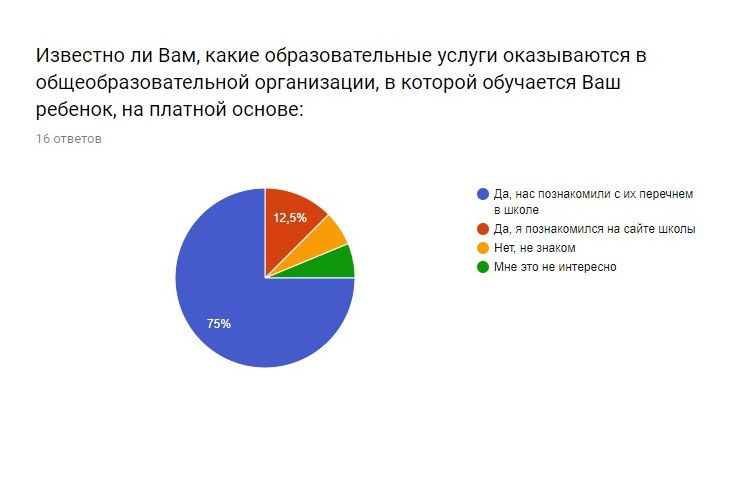 Известно ли Вам, какие образовательные услуги оказываются в
общеобразовательной организации, в которой обучается Ваш
ребенок, на платной основе:
16 ответов
12,5%
75%
Да, нас познакомили с их перечнем
в школе
Да, я познакомился на сайте школы
Нет, не знаком
Мне это не интересно